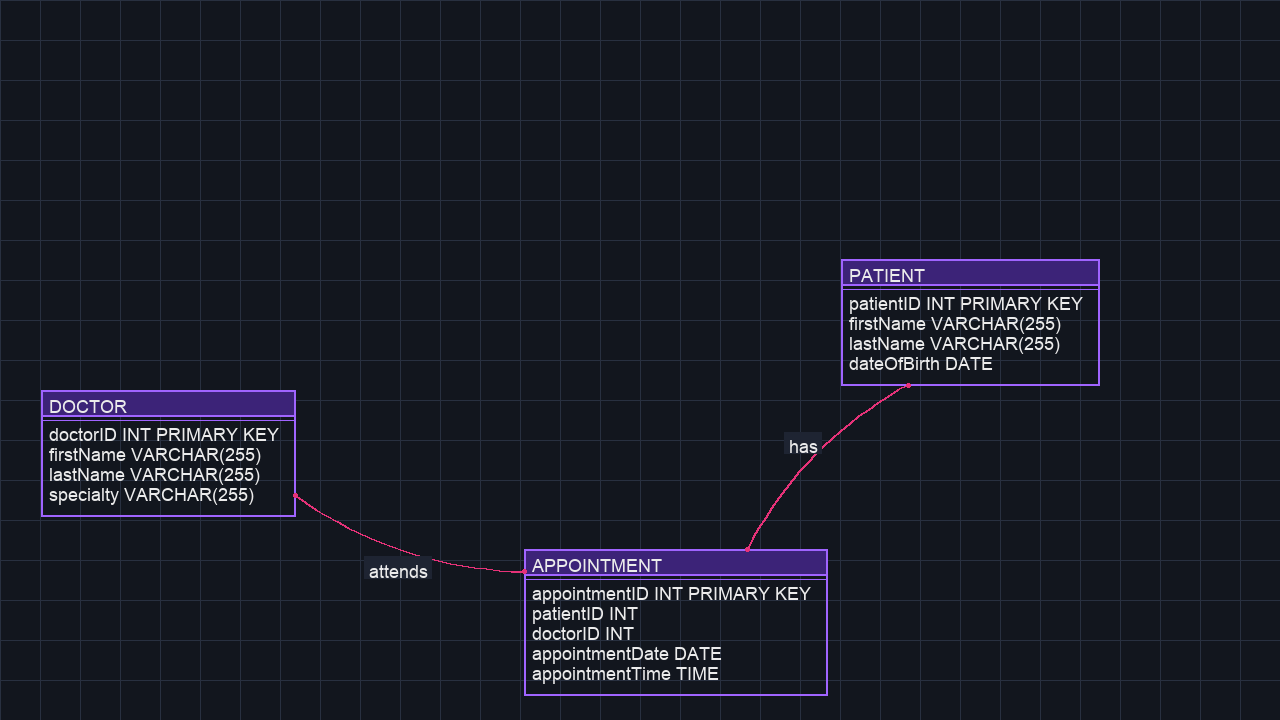 PATIENT
patientID INT PRIMARY KEY
firstName VARCHAR(255)
lastName VARCHAR(255)
dateOfBirth DATE
DOCTOR
doctorID INT PRIMARY KEY
firstName VARCHAR(255)
lastName VARCHAR(255)
specialty VARCHAR(255)
has
attends
APPOINTMENT
appointmentID INT PRIMARY KEY
patientID INT
doctorID INT
appointmentDate DATE
appointmentTime TIME